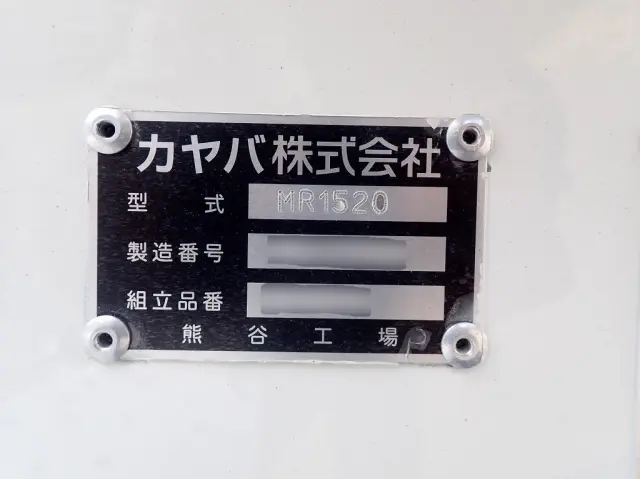 カヤバ株式会社
型式 MR1520
製造番号
組立品番
熊谷工場